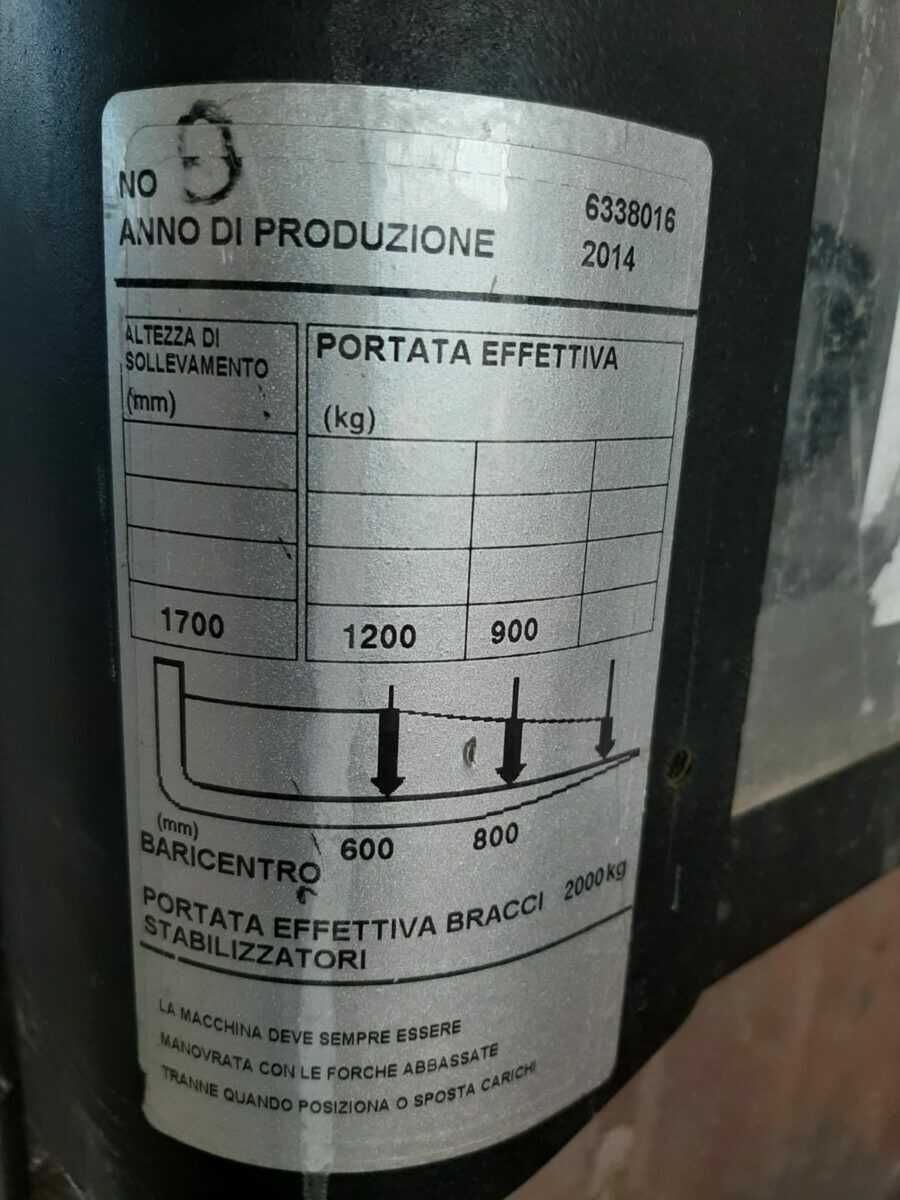 NO 6338016
ANNO DI PRODUZIONE 2014
ALTEZZA DI
SOLLEVAMENTO
(mm)
PORTATA EFFETTIVA
(kg)
1700 1200 900
(mm)
BARICENTRO 600 800
PORTATA EFFETTIVA BRACCI 2000kg
STABILIZZATORI
LA MACCHINA DEVE SEMPRE ESSERE
MANOVRATA CON LE FORCHE ABBASSATE
TRANNE QUANDO POSIZIONA O SPOSTA CARICHI